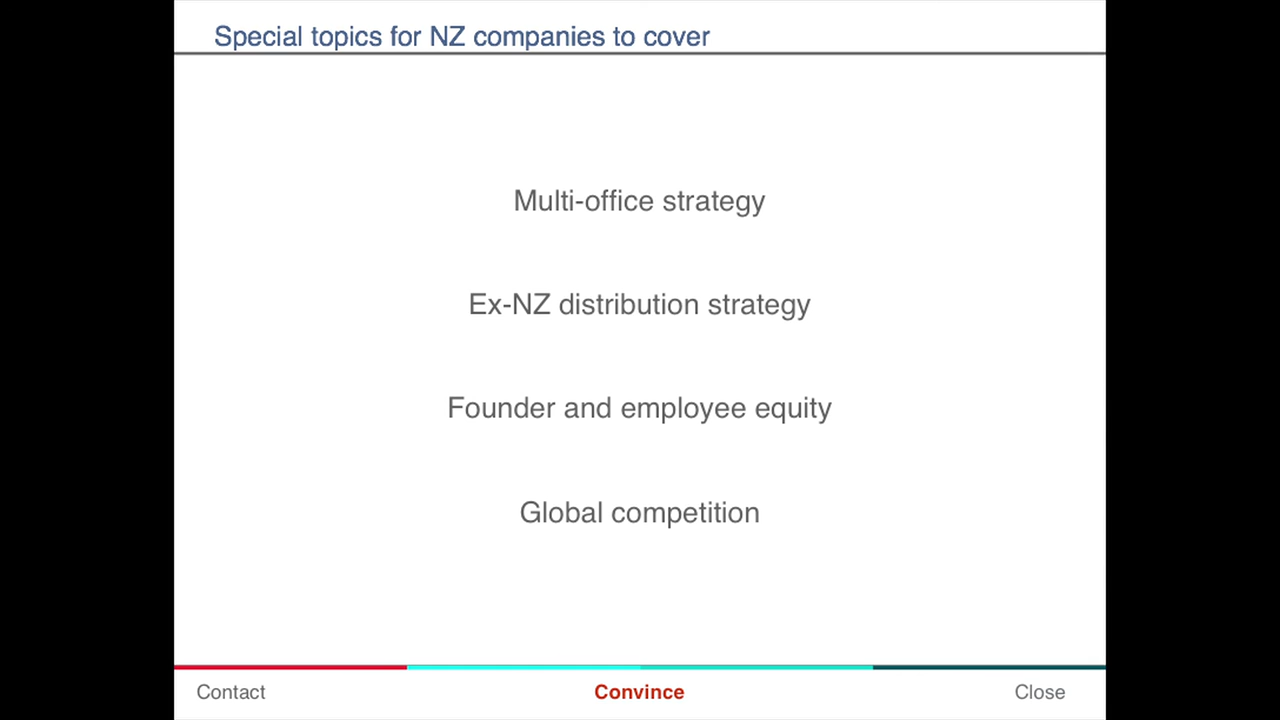 Special topics for NZ companies to cover
Multi-office strategy
Ex-NZ distribution strategy
Founder and employee equity
Global competition
Contact
Convince
Close